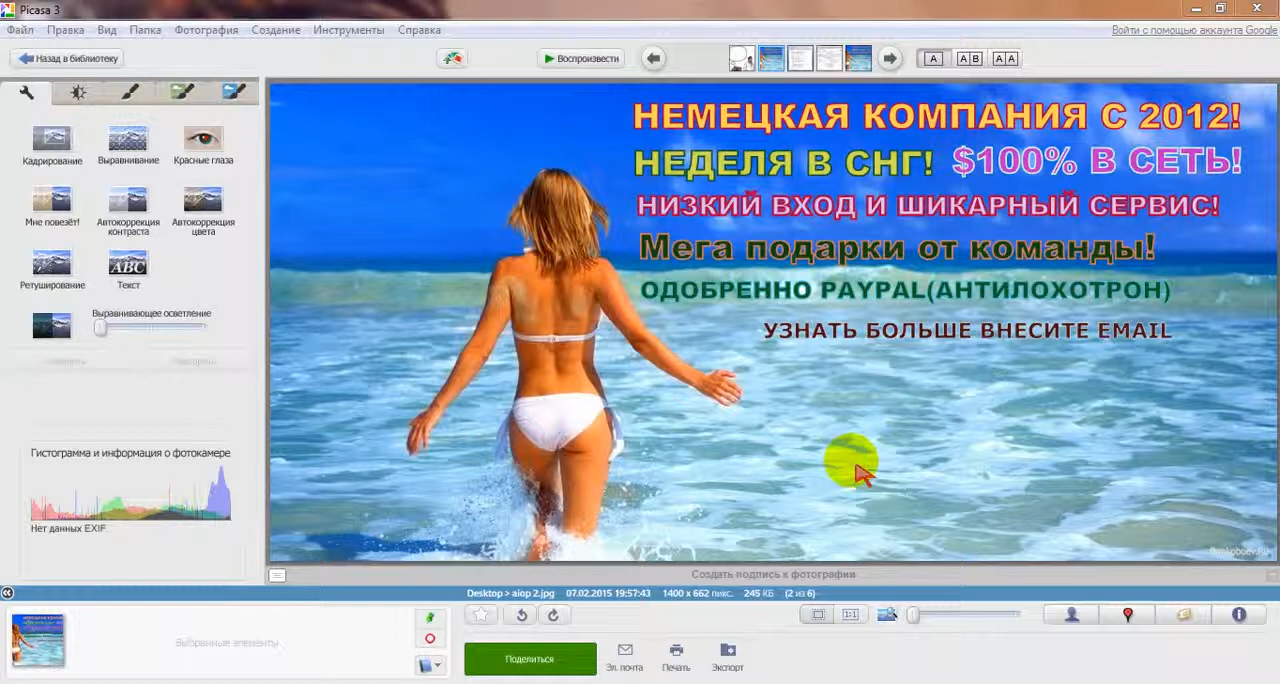 Picasa 3
Файл Правка Вид Папка Фотография Создание Инструменты Справка Войти с помощью аккаунта Google
Назад в библиотеку Воспроизвести A A B A A
НЕМЕЦКАЯ КОМПАНИЯ С 2012!
НЕДЕЛЯ В СНГ! $100% В СЕТЬ!
НИЗКИЙ ВХОД И ШИКАРНЫЙ СЕРВИС!
Мега подарки от команды!
ОДОБРЕННО PAYPAL(АНТИЛОХОТРОН)
УЗНАТЬ БОЛЬШЕ ВНЕСИТЕ EMAIL
Кадрирование Выравнивание Красные глаза
Мне повезёт! Автокоррекция контраста Автокоррекция цвета
Ретуширование ABC Текст
Выравнивающее осветление
Гистограмма и информация о фотокамере
Нет данных EXIF.
Создать подпись к фотографии
Desktop > aiop 2.jpg 07.02.2015 19:57:43 1400 x 662 пикс. 245 КБ (2 из 6)
Выбранные элементы
1:1
Поделиться Эл. почта Печать Экспорт